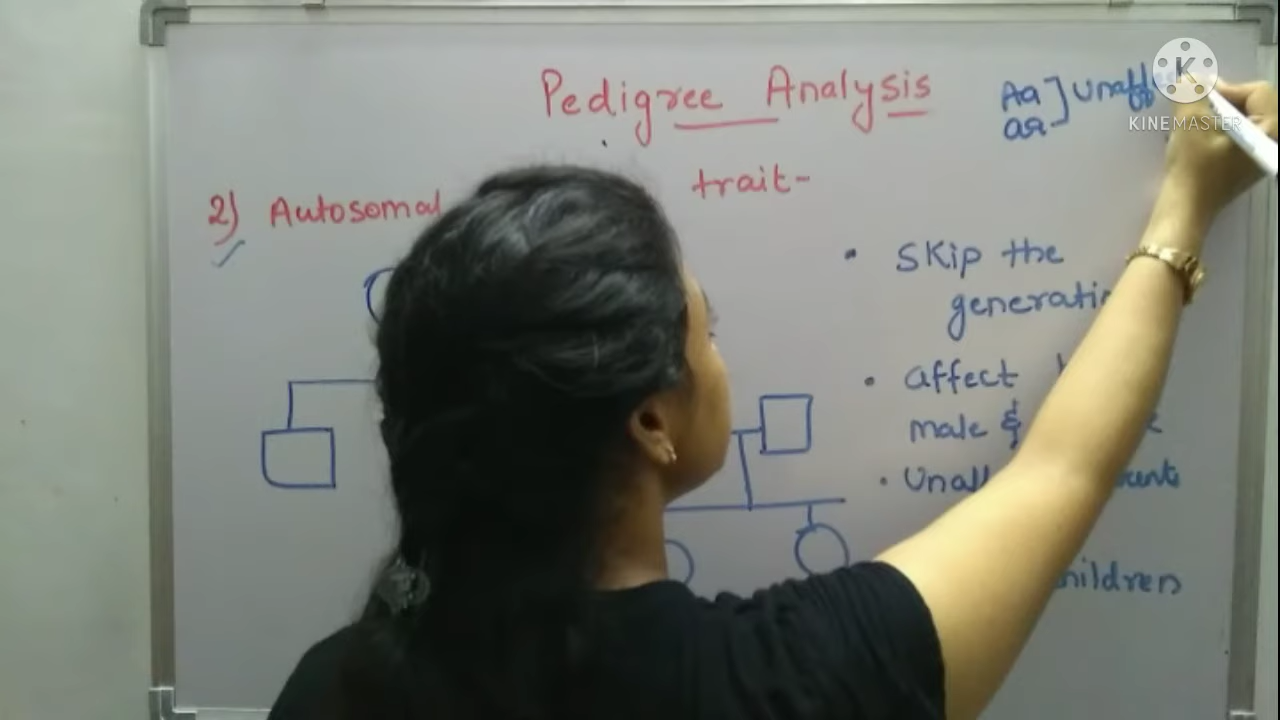 Pedigree Analysis
Aa ] Unaff
aa
2) Autosomal trait-
• Skip the
• affect
male &
children
KINEMASTER